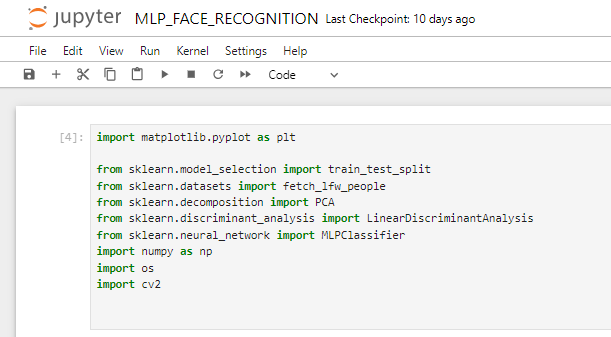 jupyter MLP_FACE_RECOGNITION Last Checkpoint: 10 days ago
File Edit View Run Kernel Settings Help
Code
[4]: import matplotlib.pyplot as plt
from sklearn.model_selection import train_test_split
from sklearn.datasets import fetch_lfw_people
from sklearn.decomposition import PCA
from sklearn.discriminant_analysis import LinearDiscriminantAnalysis
from sklearn.neural_network import MLPClassifier
import numpy as np
import os
import cv2